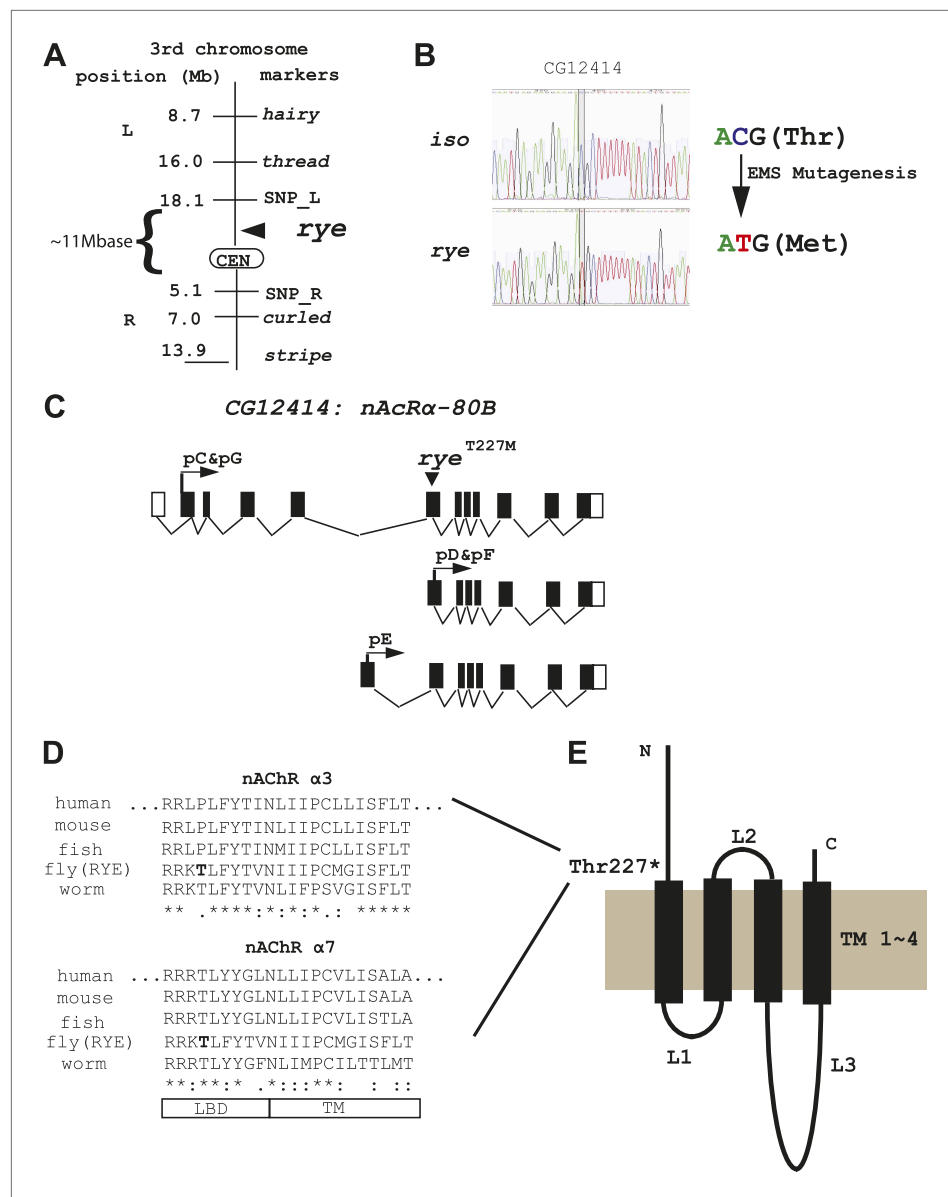 A
3rd chromosome
position (Mb) markers
8.7 hairy
L
16.0 thread
18.1 SNP_L
~11Mbase
rye
CEN
5.1 SNP_R
R
7.0 curled
13.9 stripe
B
CG12414
iso
ACG(Thr)
EMS Mutagenesis
rye
ATG(Met)
C
CG12414: nAcRα-80B
pC&pG
rye T227M
pD&pF
pE
D
nAChR α3
human ...RRLPLFYTINLIIPCLLISFLT...
mouse RRLPLFYTINLIIPCLLISFLT
fish RRLPLFYTINMIIPCLLISFLT
fly(RYE) RRKTLFYTVNIIIPCMGISFLT
worm RRKTLFYTVNLIFPSVGISFLT
** .****:*:**:*.: *****
nAChR α7
human ...RRRTLYYGLNLLIPCVLISALA...
mouse RRRTLYYGLNLLIPCVLISALA
fish RRRTLYYGLNLLIPCVLISTLA
fly(RYE) RRKTLFYTVNIIIPCMGISFLT
worm RRRTLYYGFNLIMPCILTTLMT
**:**:* .*:::**: : ::
LBD TM
E
N
L2
C
Thr227*
TM 1~4
L1
L3